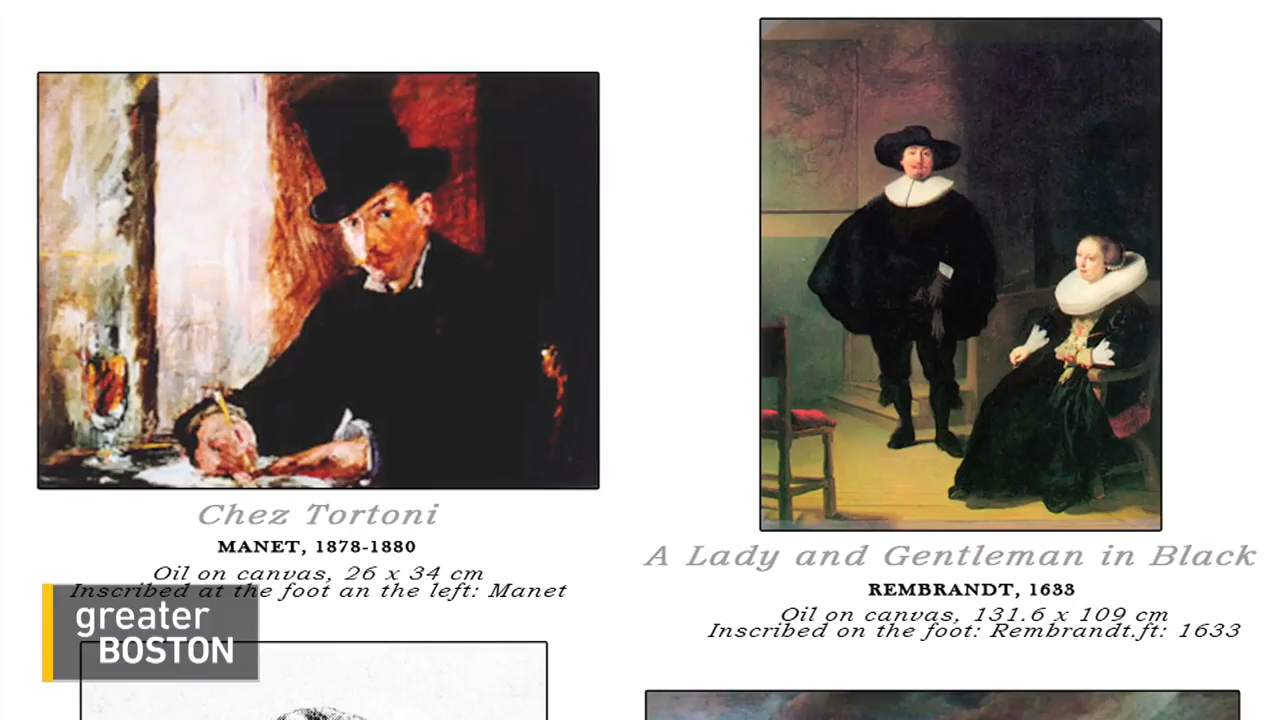 Chez Tortoni
MANET, 1878-1880
Oil on canvas, 26 x 34 cm
Inscribed at the foot an the left: Manet
A Lady and Gentleman in Black
REMBRANDT, 1633
Oil on canvas, 131.6 x 109 cm
Inscribed on the foot: Rembrandt.ft: 1633
greater
BOSTON